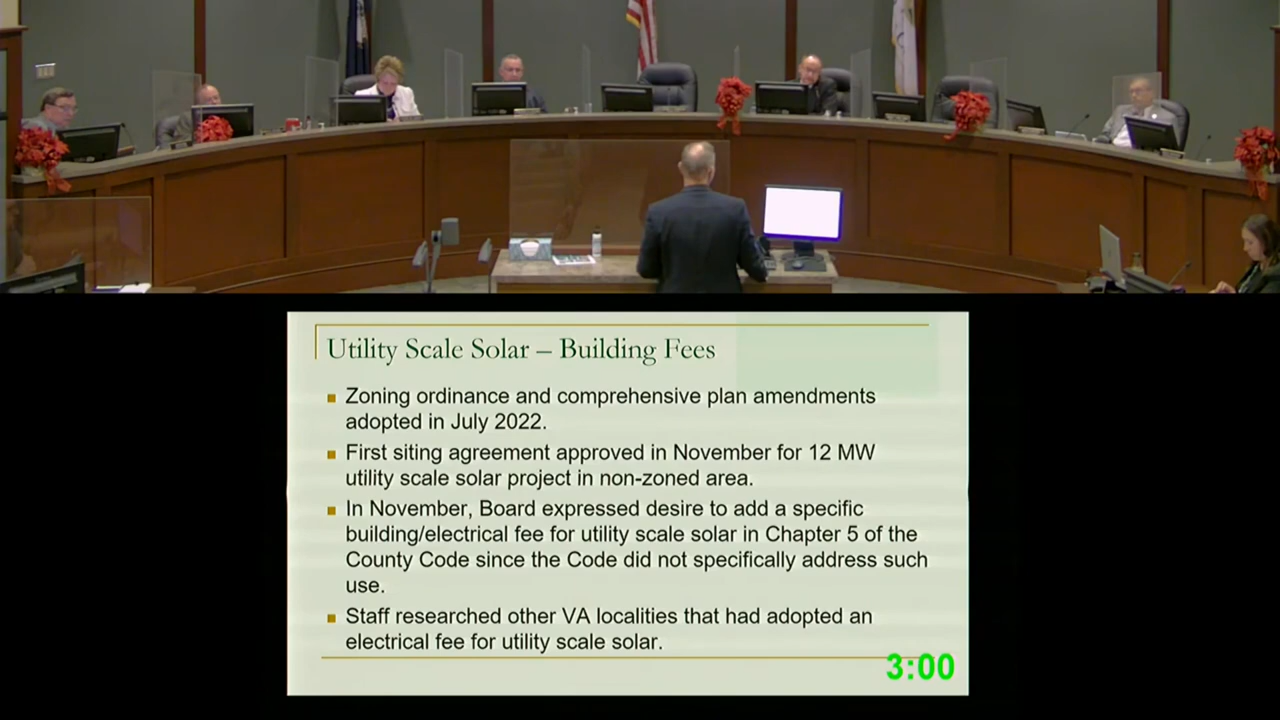 Utility Scale Solar – Building Fees
Zoning ordinance and comprehensive plan amendments
adopted in July 2022.
First siting agreement approved in November for 12 MW
utility scale solar project in non-zoned area.
In November, Board expressed desire to add a specific
building/electrical fee for utility scale solar in Chapter 5 of the
County Code since the Code did not specifically address such
use.
Staff researched other VA localities that had adopted an
electrical fee for utility scale solar.
3:00